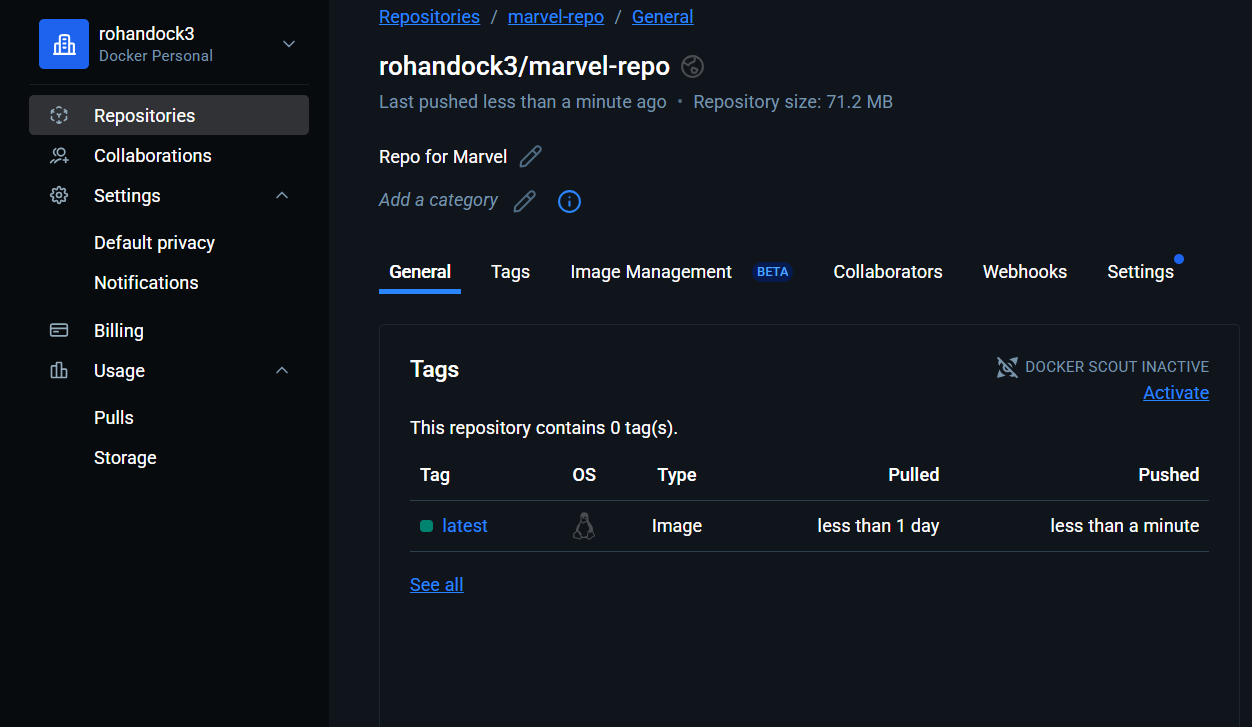 rohandock3
Docker Personal
Repositories
Collaborations
Settings
Default privacy
Notifications
Billing
Usage
Pulls
Storage
Repositories / marvel-repo / General
rohandock3/marvel-repo
Last pushed less than a minute ago • Repository size: 71.2 MB
Repo for Marvel
Add a category
General Tags Image Management BETA Collaborators Webhooks Settings
Tags
DOCKER SCOUT INACTIVE
Activate
This repository contains 0 tag(s).
Tag OS Type Pulled Pushed
latest Image less than 1 day less than a minute
See all